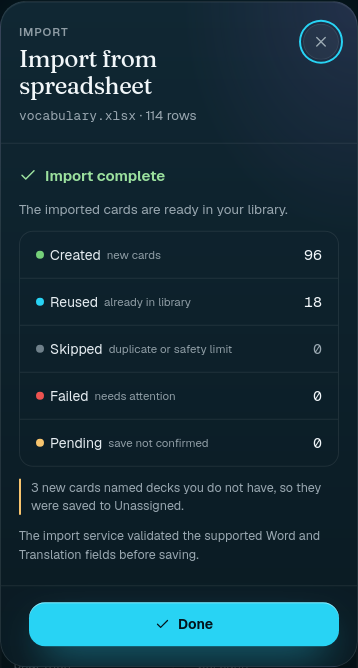 IMPORT
Import from
spreadsheet
vocabulary.xlsx · 114 rows
Import complete
The imported cards are ready in your library.
Created new cards 96
Reused already in library 18
Skipped duplicate or safety limit 0
Failed needs attention 0
Pending save not confirmed 0
3 new cards named decks you do not have, so they
were saved to Unassigned.
The import service validated the supported Word and
Translation fields before saving.
Done